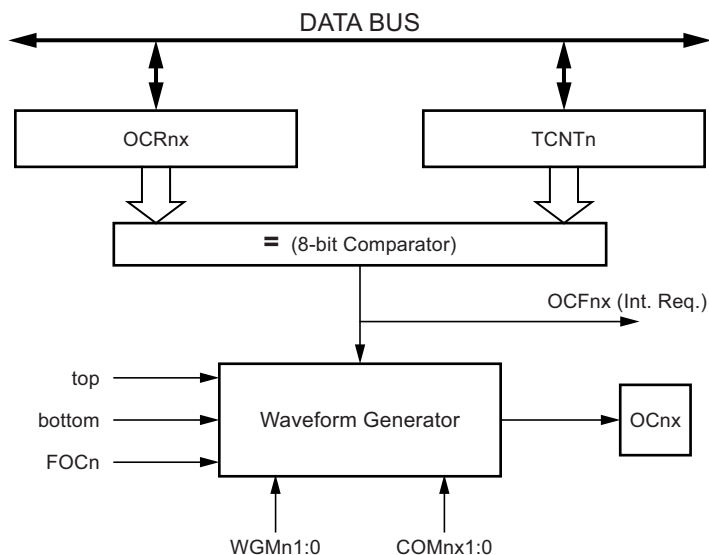 DATA BUS
OCRnx
TCNTn
= (8-bit Comparator)
OCFnx (Int. Req.)
top
bottom
FOCn
Waveform Generator
OCnx
WGMn1:0
COMnx1:0